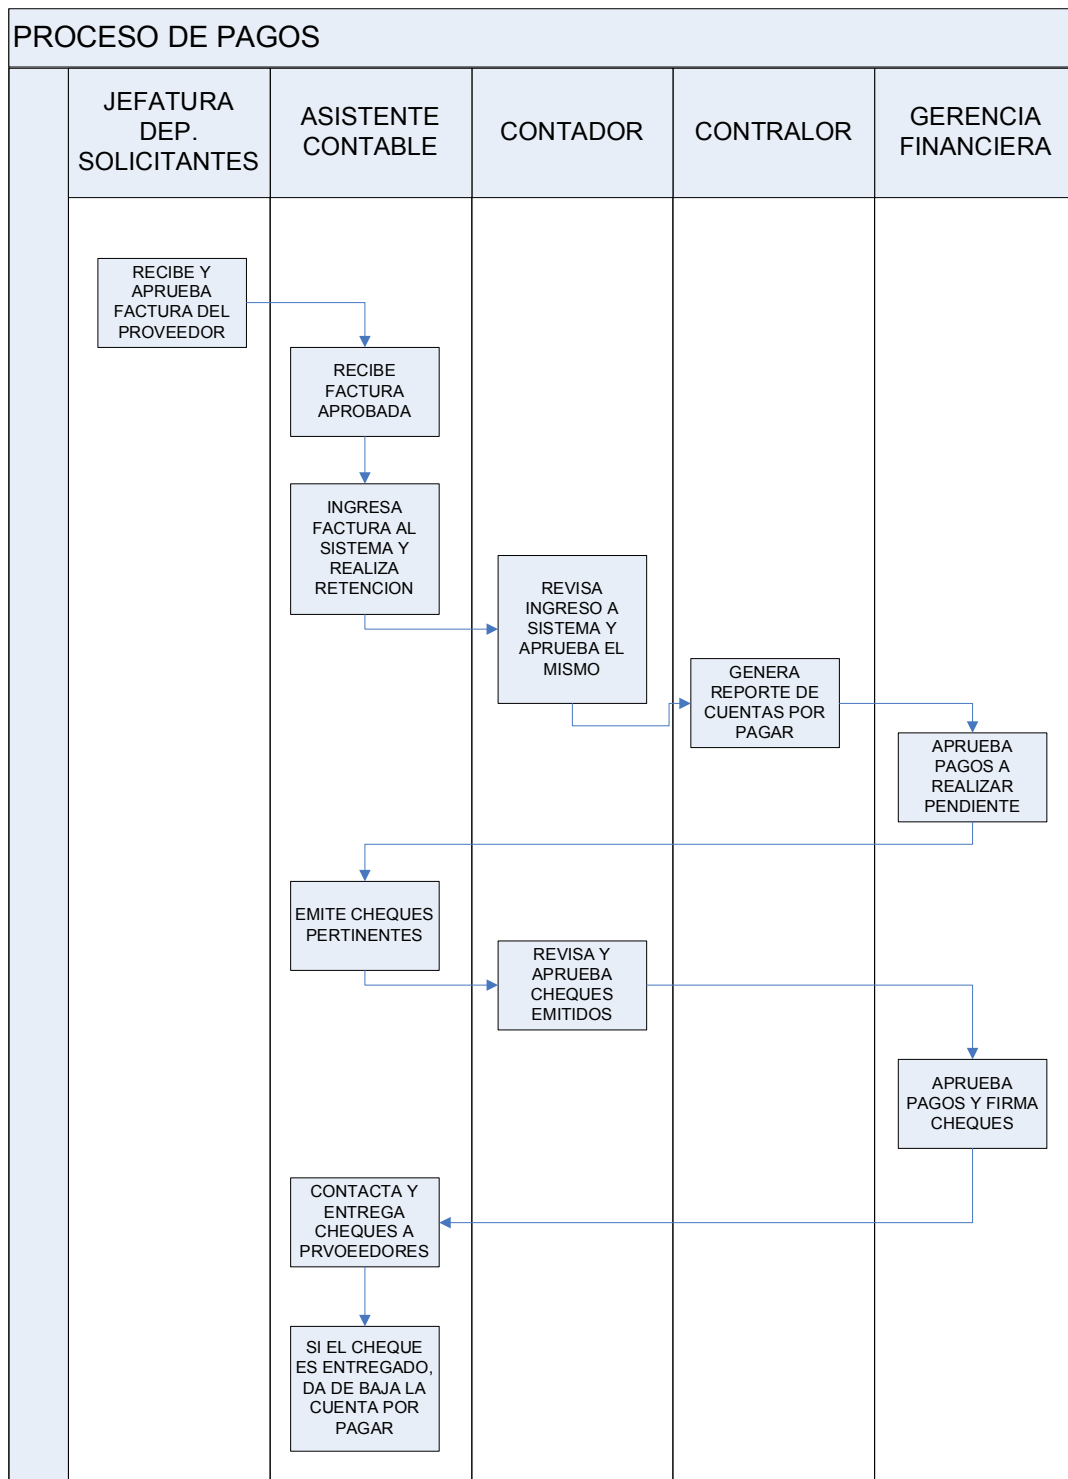 PROCESO DE PAGOS
JEFATURA
DEP.
SOLICITANTES
ASISTENTE
CONTABLE
CONTADOR
CONTRALOR
GERENCIA
FINANCIERA
RECIBE Y
APRUEBA
FACTURA DEL
PROVEEDOR
RECIBE
FACTURA
APROBADA
INGRESA
FACTURA AL
SISTEMA Y
REALIZA
RETENCION
REVISA
INGRESO A
SISTEMA Y
APRUEBA EL
MISMO
GENERA
REPORTE DE
CUENTAS POR
PAGAR
APRUEBA
PAGOS A
REALIZAR
PENDIENTE
EMITE CHEQUES
PERTINENTES
REVISA Y
APRUEBA
CHEQUES
EMITIDOS
APRUEBA
PAGOS Y FIRMA
CHEQUES
CONTACTA Y
ENTREGA
CHEQUES A
PRVOEEDORES
SI EL CHEQUE
ES ENTREGADO,
DA DE BAJA LA
CUENTA POR
PAGAR